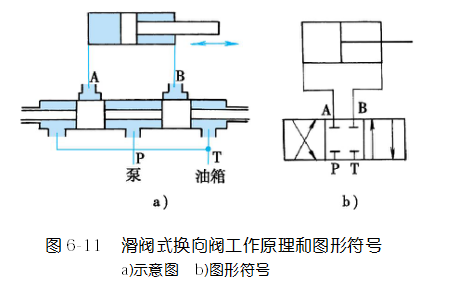 A B
A B
P T
P T
泵 油箱
a) b)
图 6-11 滑阀式换向阀工作原理和图形符号
a)示意图 b)图形符号